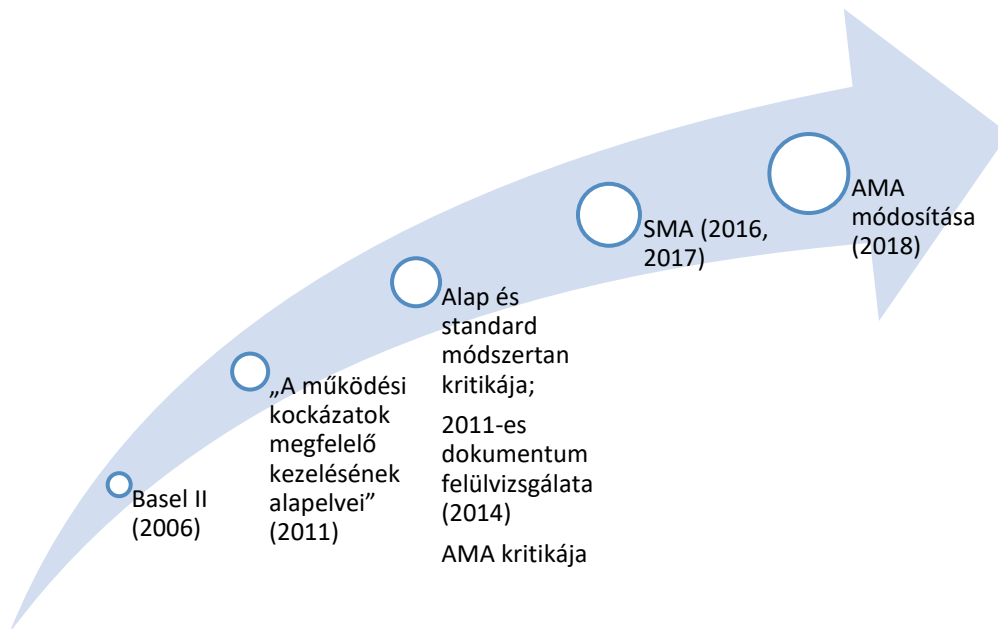 Basel II
(2006)
„A működési
kockázatok
megfelelő
kezelésének
alapelvei”
(2011)
Alap és
standard
módszertan
kritikája;
2011-es
dokumentum
felülvizsgálata
(2014)
AMA kritikája
SMA (2016,
2017)
AMA
módosítása
(2018)